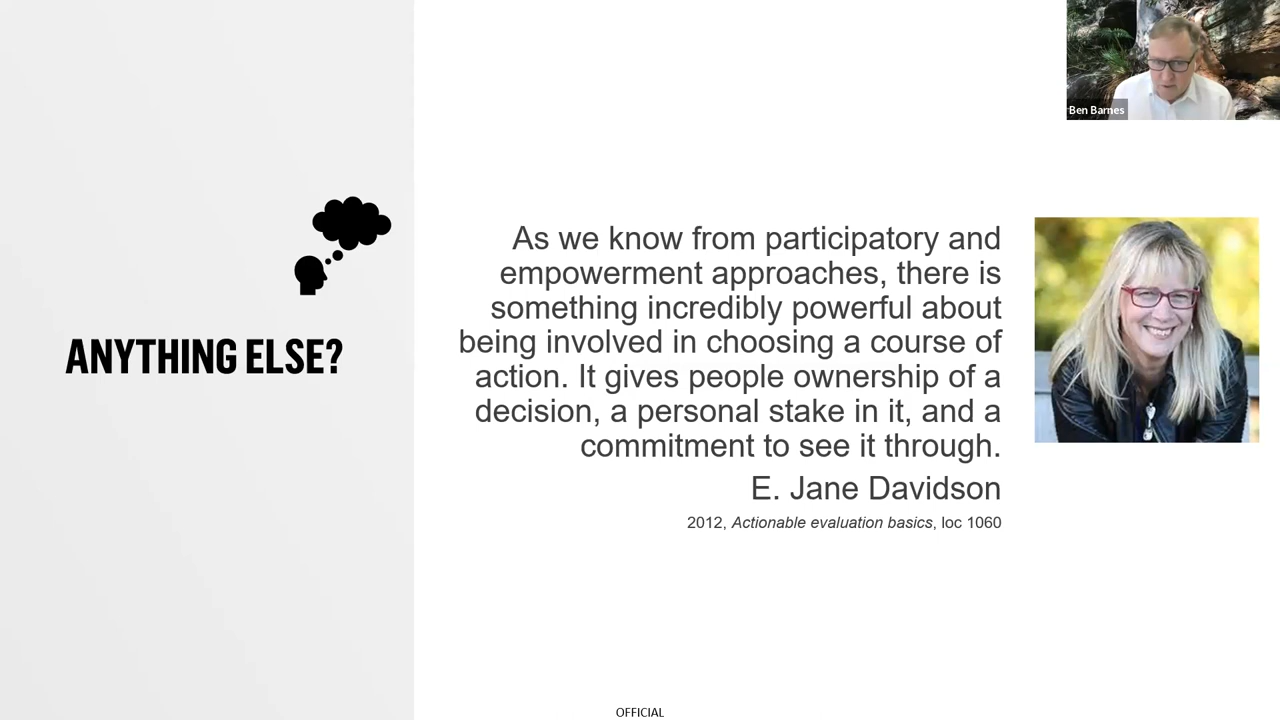 Ben Barnes
ANYTHING ELSE?
As we know from participatory and
empowerment approaches, there is
something incredibly powerful about
being involved in choosing a course of
action. It gives people ownership of a
decision, a personal stake in it, and a
commitment to see it through.
E. Jane Davidson
2012, Actionable evaluation basics, loc 1060
OFFICIAL